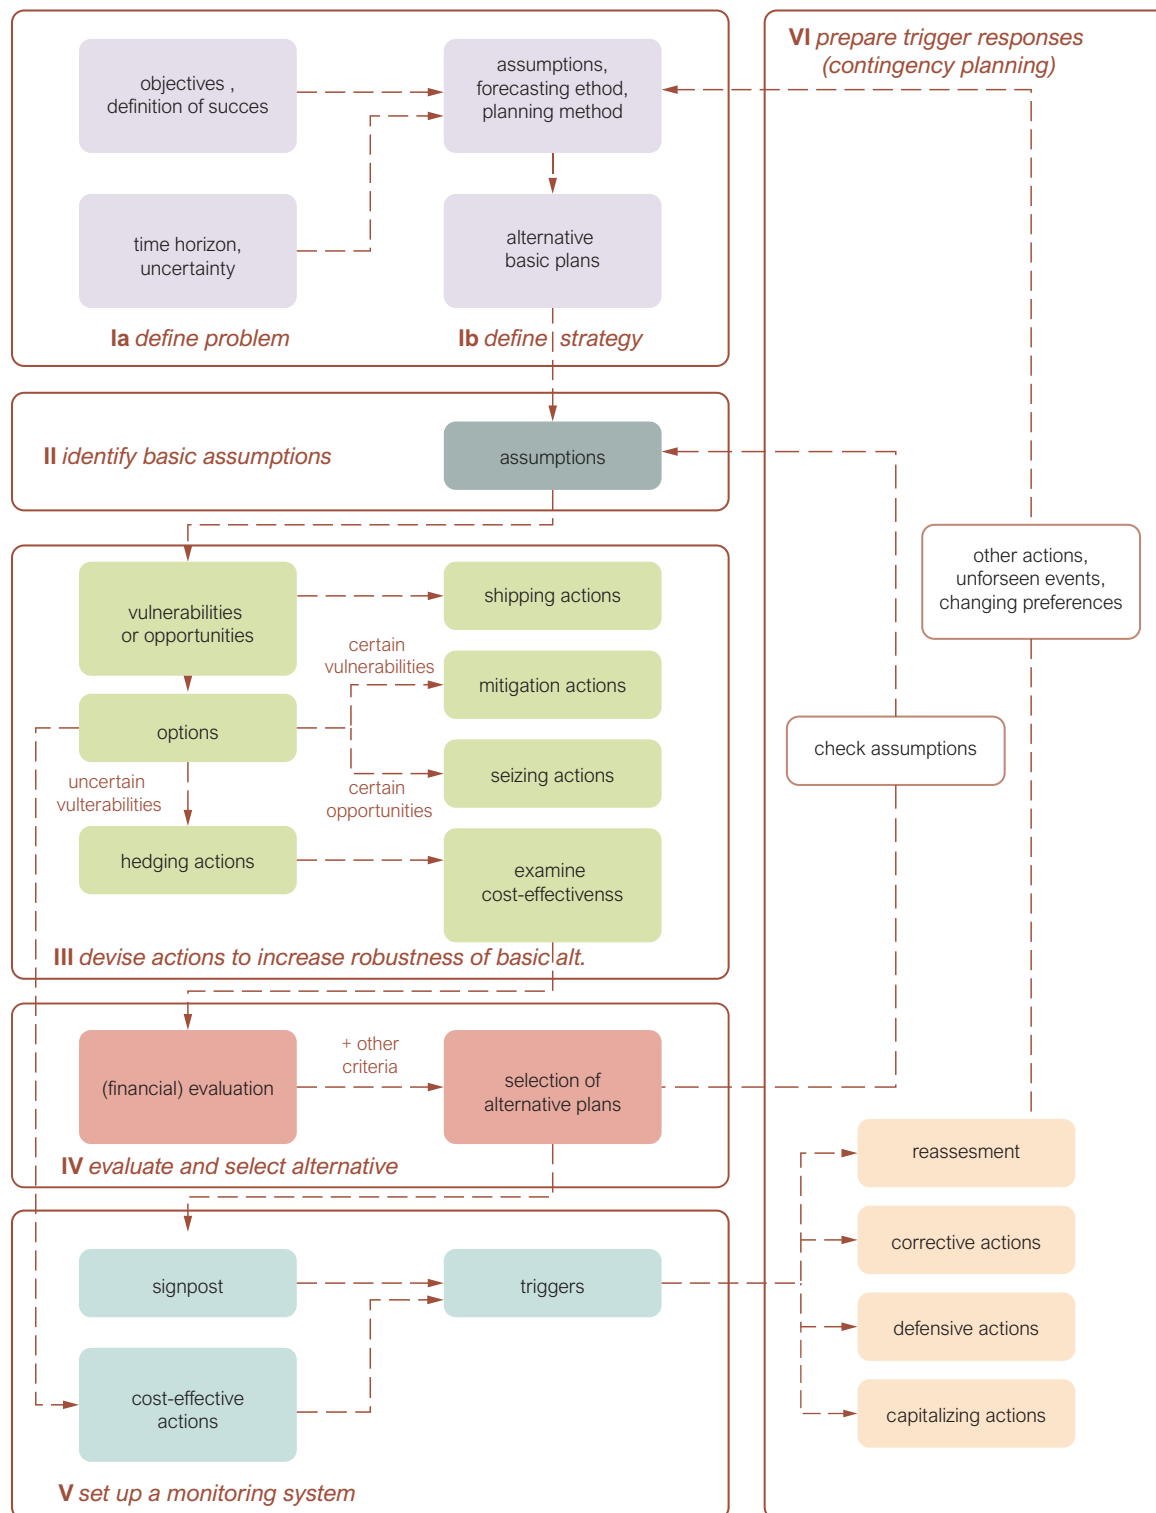 objectives ,
definition of succes
assumptions,
forecasting ethod,
planning method
time horizon,
uncertainty
alternative
basic plans
Ia define problem
Ib define strategy
II identify basic assumptions
assumptions
vulnerabilities
or opportunities
shipping actions
certain
vulnerabilities
mitigation actions
options
seizing actions
uncertain
vulterabilities
certain
opportunities
hedging actions
examine
cost-effectivenss
III devise actions to increase robustness of basic alt.
(financial) evaluation
+ other
criteria
selection of
alternative plans
IV evaluate and select alternative
signpost
triggers
cost-effective
actions
V set up a monitoring system
VI prepare trigger responses
(contingency planning)
other actions,
unforseen events,
changing preferences
check assumptions
reassesment
corrective actions
defensive actions
capitalizing actions